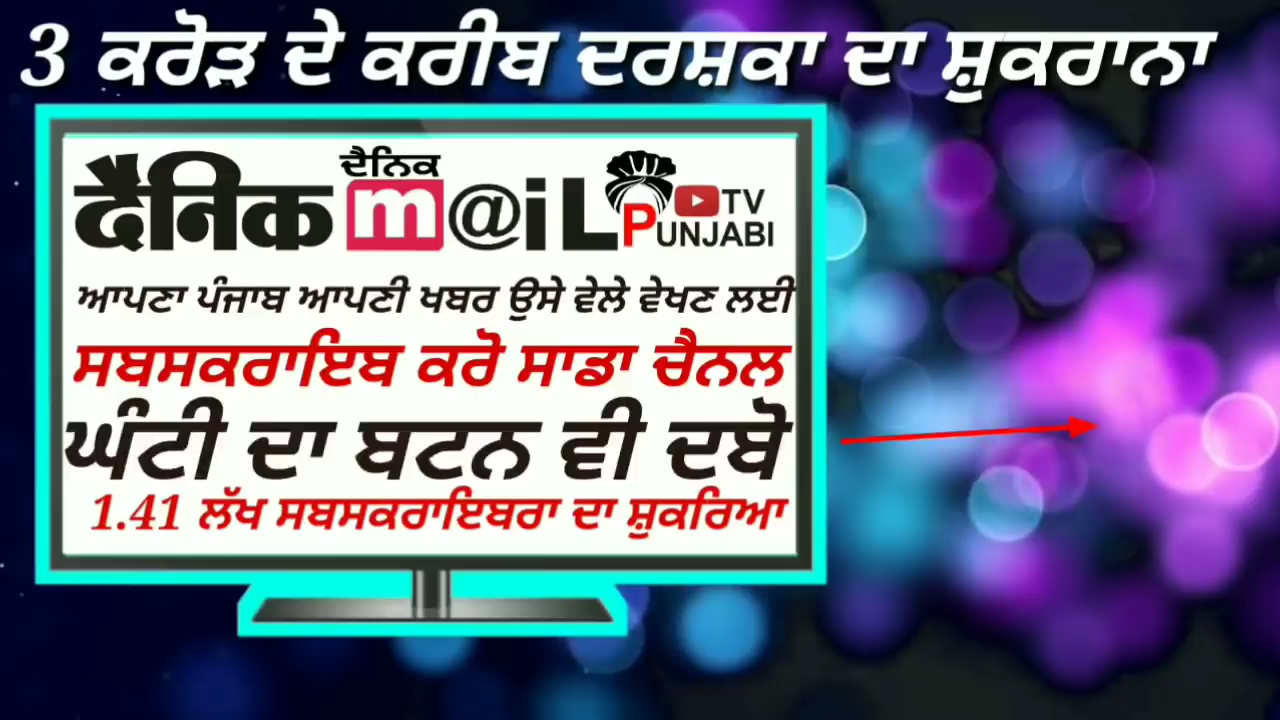 3 ਕਰੋੜ ਦੇ ਕਰੀਬ ਦਰਸ਼ਕਾ ਦਾ ਸ਼ੁਕਰਾਨਾ
दैनिक ਦੈਨਿਕ m@iL PUNJABI TV
ਆਪਣਾ ਪੰਜਾਬ ਆਪਣੀ ਖਬਰ ਉਸੇ ਵੇਲੇ ਵੇਖਣ ਲਈ
ਸਬਸਕਰਾਇਬ ਕਰੋ ਸਾਡਾ ਚੈਨਲ
ਘੰਟੀ ਦਾ ਬਟਨ ਵੀ ਦਬੋ
1.41 ਲੱਖ ਸਬਸਕਰਾਇਬਰਾ ਦਾ ਸ਼ੁਕਰਿਆ